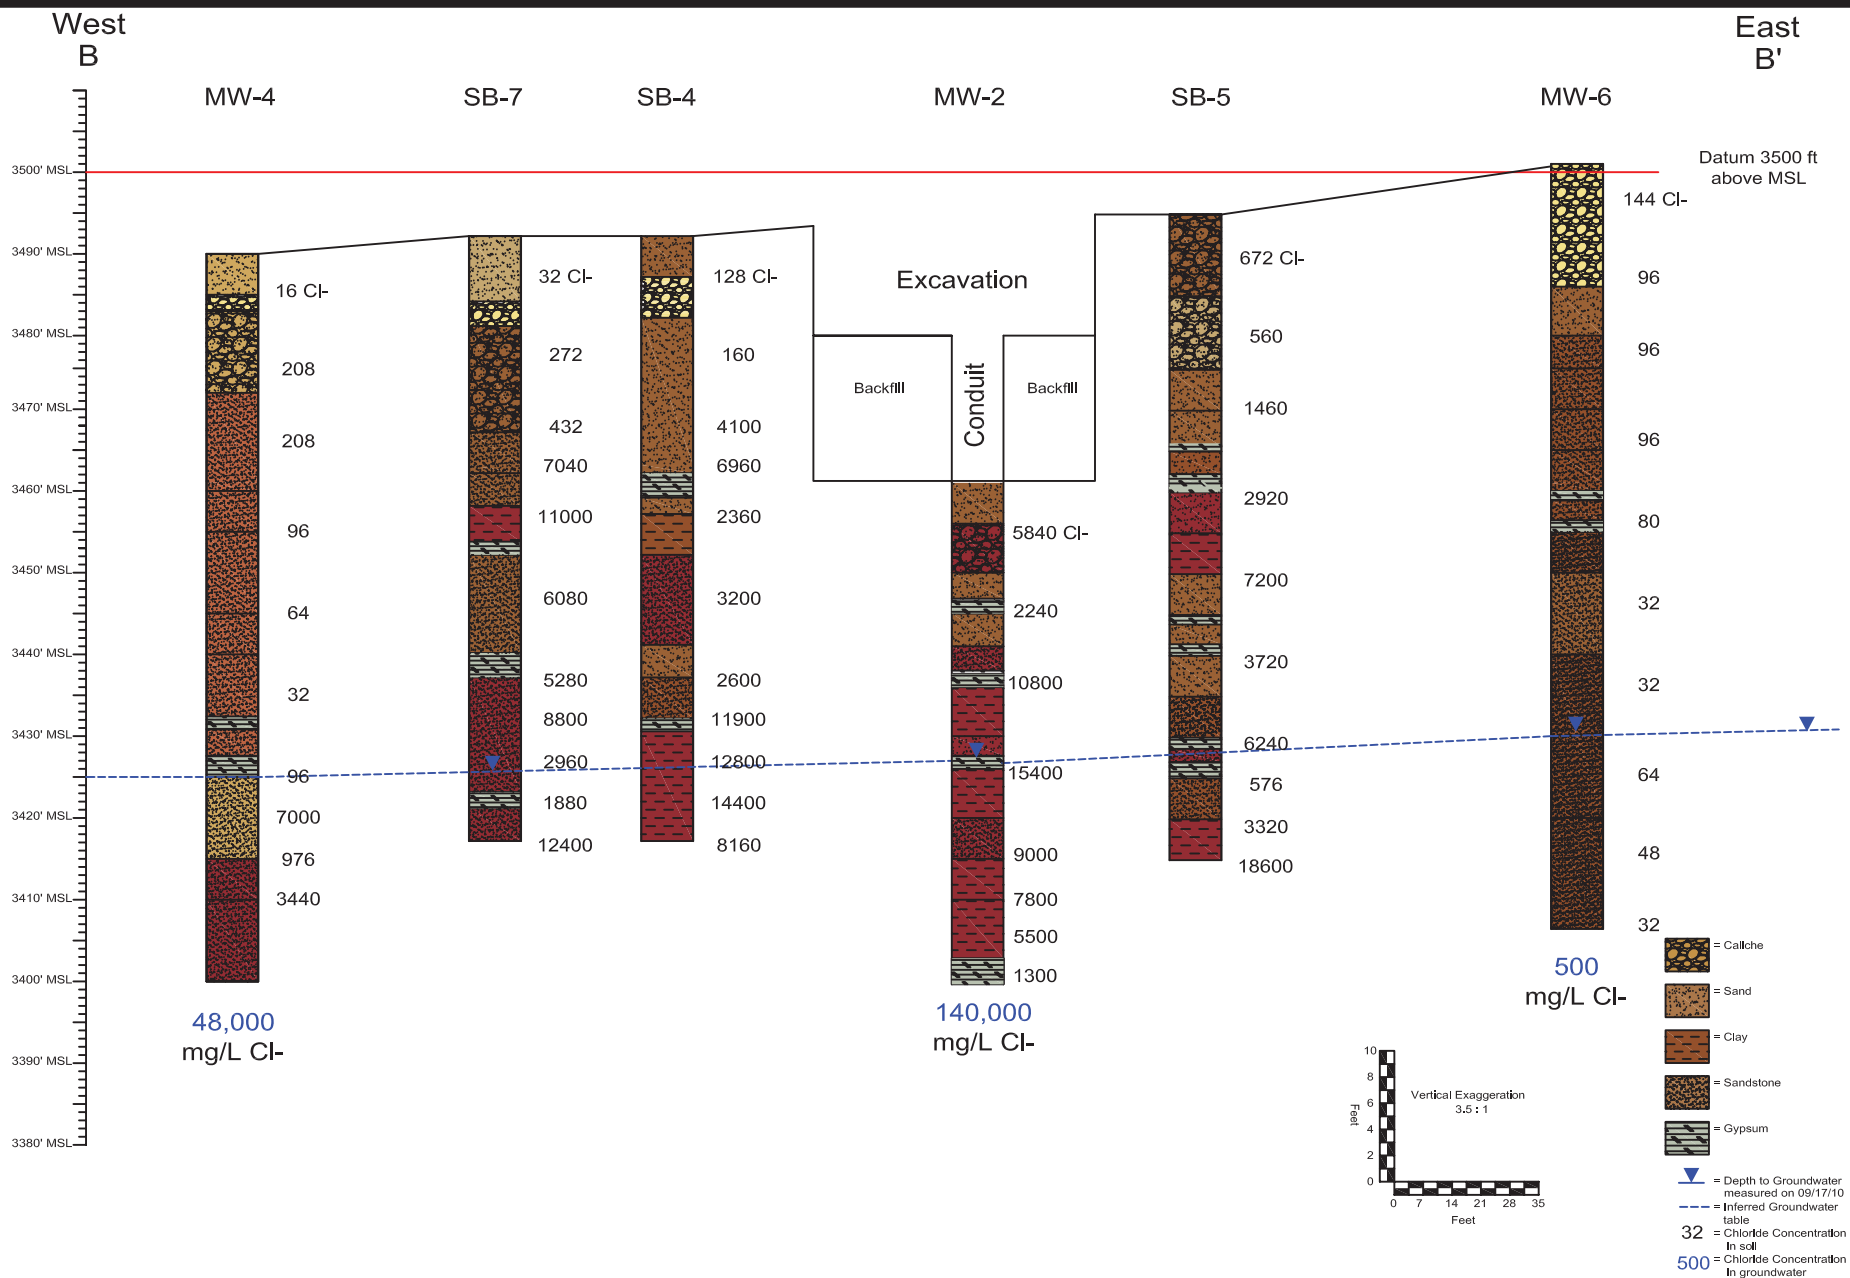 West
B
East
B'
MW-4
SB-7
SB-4
MW-2
SB-5
MW-6
3500' MSL
3490' MSL
3480' MSL
3470' MSL
3460' MSL
3450' MSL
3440' MSL
3430' MSL
3420' MSL
3410' MSL
3400' MSL
3390' MSL
3380' MSL
Datum 3500 ft
above MSL
16 Cl-
208
208
96
64
32
96
7000
976
3440
48,000
mg/L Cl-
32 Cl-
272
432
7040
11000
6080
5280
8800
2960
1880
12400
128 Cl-
160
4100
6960
2360
3200
2600
11900
12800
14400
8160
Excavation
Backfill
Conduit
Backfill
5840 Cl-
2240
10800
15400
9000
7800
5500
1300
140,000
mg/L Cl-
672 Cl-
560
1460
2920
7200
3720
6240
576
3320
18600
144 Cl-
96
96
96
80
32
32
64
48
32
500
mg/L Cl-
10
8
6
4
2
0
Feet
Vertical Exaggeration
3.5 : 1
0 7 14 21 28 35
Feet
= Caliche
= Sand
= Clay
= Sandstone
= Gypsum
= Depth to Groundwater
measured on 09/17/10
= Inferred Groundwater
table
32 = Chloride Concentration
In soil
500 = Chloride Concentration
In groundwater